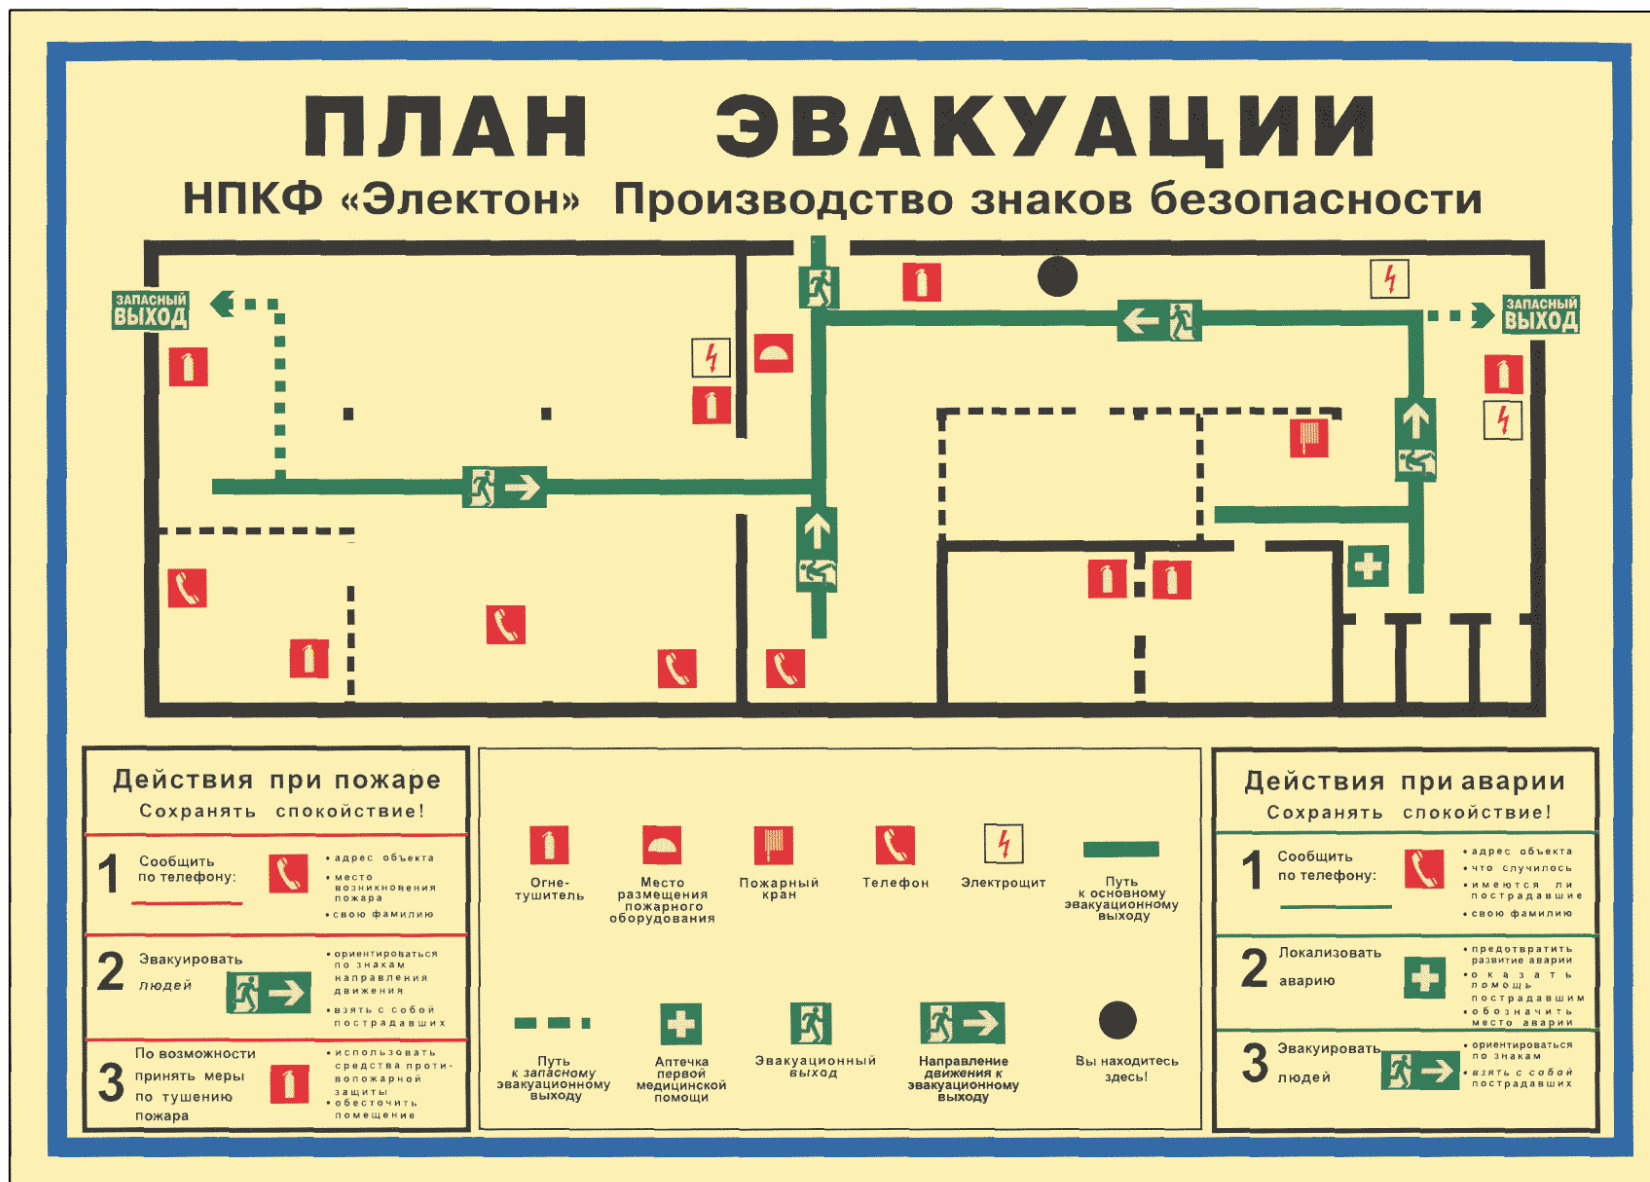 ПЛАН ЭВАКУАЦИИ
НПКФ «Электон» Производство знаков безопасности
ЗАПАСНЫЙ
ВЫХОД
ЗАПАСНЫЙ
ВЫХОД
Действия при пожаре
Сохранять спокойствие!
1
Сообщить
по телефону:
• адрес объекта
• место
возникновения
пожара
• свою фамилию
2
Эвакуировать
людей
• ориентироваться
по знакам
направления
движения
• взять с собой
пострадавших
3
По возможности
принять меры
по тушению
пожара
• использовать
средства проти-
вопожарной
защиты
• обесточить
помещение
Огне-
тушитель
Место
размещения
пожарного
оборудования
Пожарный
кран
Телефон
Электрощит
Путь
к основному
эвакуационному
выходу
Путь
к запасному
эвакуационному
выходу
Аптечка
первой
медицинской
помощи
Эвакуационный
выход
Направление
движения к
эвакуационному
выходу
Вы находитесь
здесь!
Действия при аварии
Сохранять спокойствие!
1
Сообщить
по телефону:
• адрес объекта
• что случилось
• имеются ли
пострадавшие
• свою фамилию
2
Локализовать
аварию
• предотвратить
развитие аварии
• оказать
помощь
пострадавшим
• обозначить
место аварии
3
Эвакуировать
людей
• ориентироваться
по знакам
• взять с собой
пострадавших